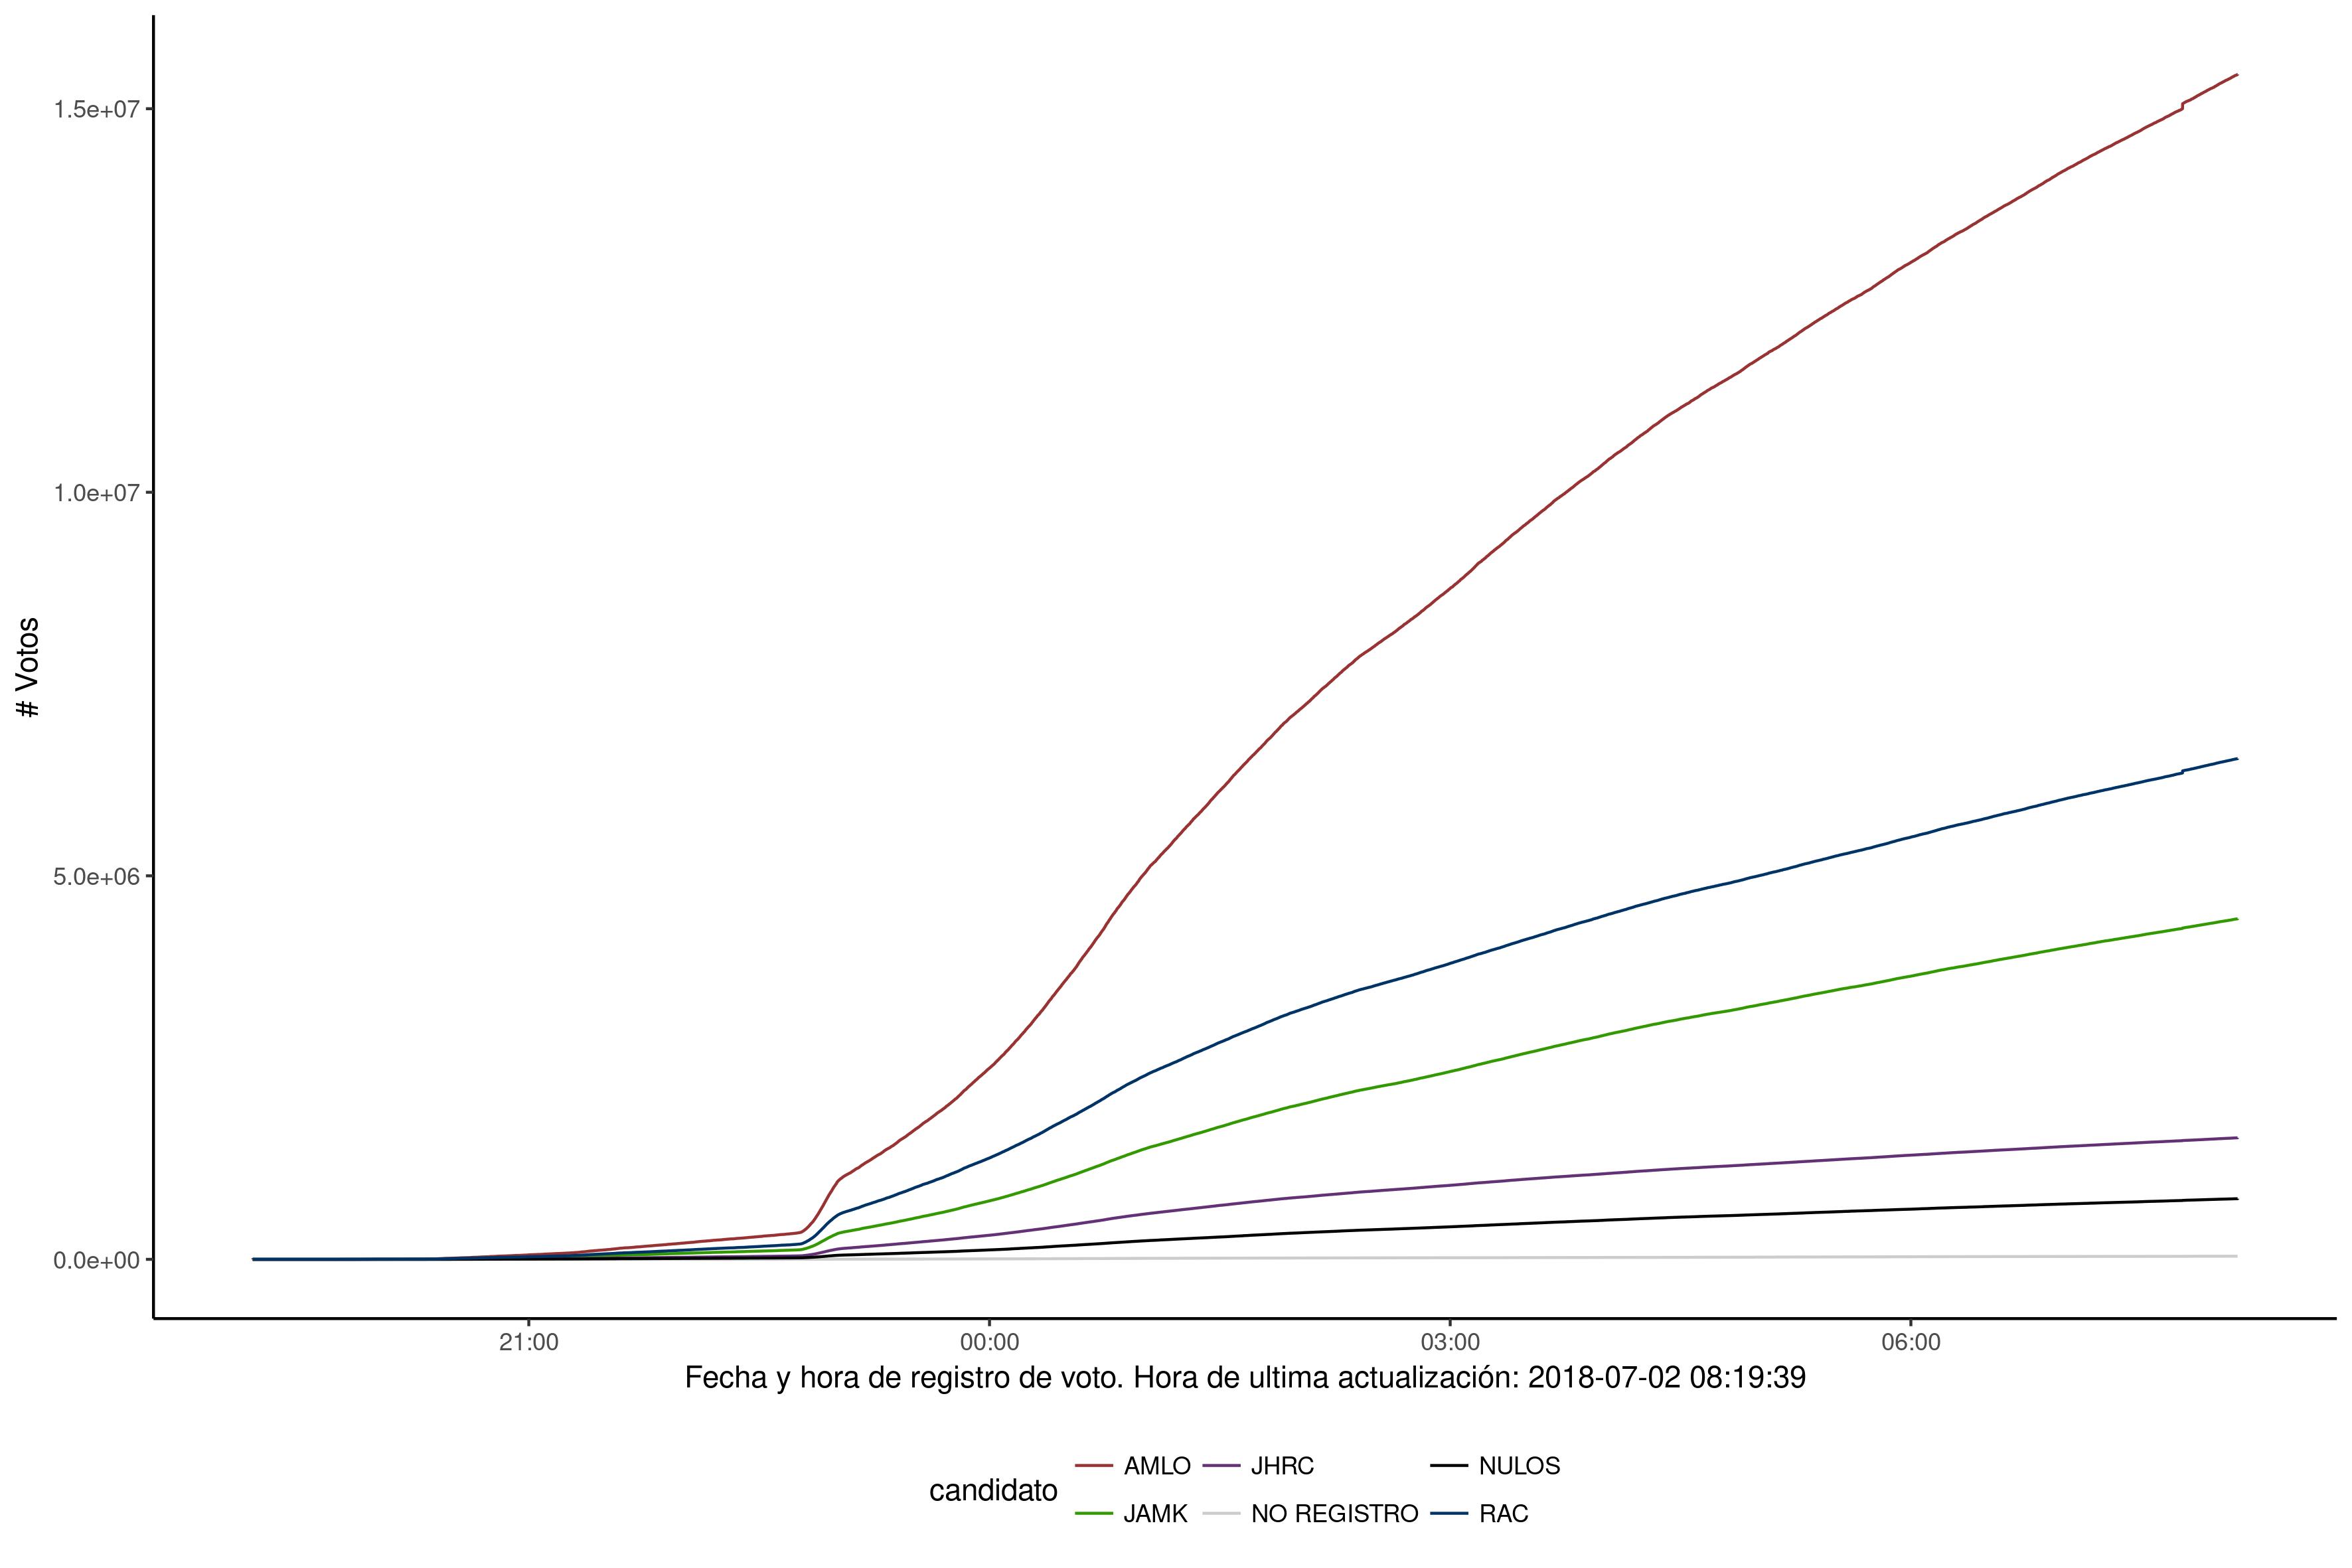 # Votos
1.5e+07
1.0e+07
5.0e+06
0.0e+00
21:00 00:00 03:00 06:00
Fecha y hora de registro de voto. Hora de ultima actualización: 2018-07-02 08:19:39
candidato
AMLO JHRC NULOS
JAMK NO REGISTRO RAC